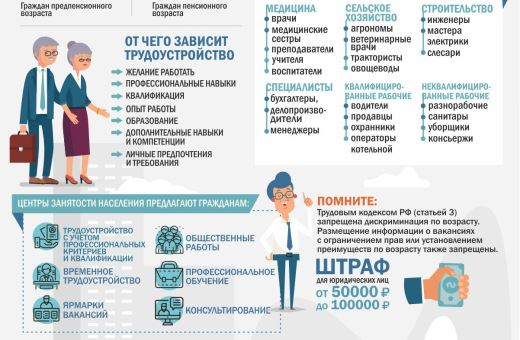 Граждан предпенсионного
возраста
Граждан пенсионного
возраста
ОТ ЧЕГО ЗАВИСИТ
ТРУДОУСТРОЙСТВО
ЖЕЛАНИЕ РАБОТАТЬ
ПРОФЕССИОНАЛЬНЫЕ НАВЫКИ
КВАЛИФИКАЦИЯ
ОПЫТ РАБОТЫ
ОБРАЗОВАНИЕ
ДОПОЛНИТЕЛЬНЫЕ НАВЫКИ
И КОМПЕТЕНЦИИ
ЛИЧНЫЕ ПРЕДПОЧТЕНИЯ
И ТРЕБОВАНИЯ
МЕДИЦИНА
врачи
медицинские
сестры
преподаватели
учителя
воспитатели
СЕЛЬСКОЕ
ХОЗЯЙСТВО
агрономы
ветеринарные
врачи
трактористы
овощеводы
СТРОИТЕЛЬСТВО
инженеры
мастера
электрики
слесари
СПЕЦИАЛИСТЫ
бухгалтеры,
делопроизво-
дители
менеджеры
КВАЛИФИЦИРО-
ВАННЫЕ РАБОЧИЕ
водители
продавцы
охранники
операторы
котельной
НЕКВАЛИФИЦИРО-
ВАННЫЕ РАБОЧИЕ
разнорабочие
санитары
уборщики
консьержи
ЦЕНТРЫ ЗАНЯТОСТИ НАСЕЛЕНИЯ ПРЕДЛАГАЮТ ГРАЖДАНАМ:
ТРУДОУСТРОЙСТВО
С УЧЕТОМ
ПРОФЕССИОНАЛЬНЫХ
КРИТЕРИЕВ
И КВАЛИФИКАЦИИ
ВРЕМЕННОЕ
ТРУДОУСТРОЙСТВО
ЯРМАРКИ
ВАКАНСИЙ
ОБЩЕСТВЕННЫЕ
РАБОТЫ
ПРОФЕССИОНАЛЬНОЕ
ОБУЧЕНИЕ
КОНСУЛЬТИРОВАНИЕ
ПОМНИТЕ:
Трудовым кодексом РФ (статьей 3)
запрещена дискриминация по возрасту.
Размещение информации о вакансиях
с ограничением прав или установлением
преимуществ по возрасту также запрещены.
ШТРАФ
для юридических лиц
от 50000 ₽
до 100000 ₽